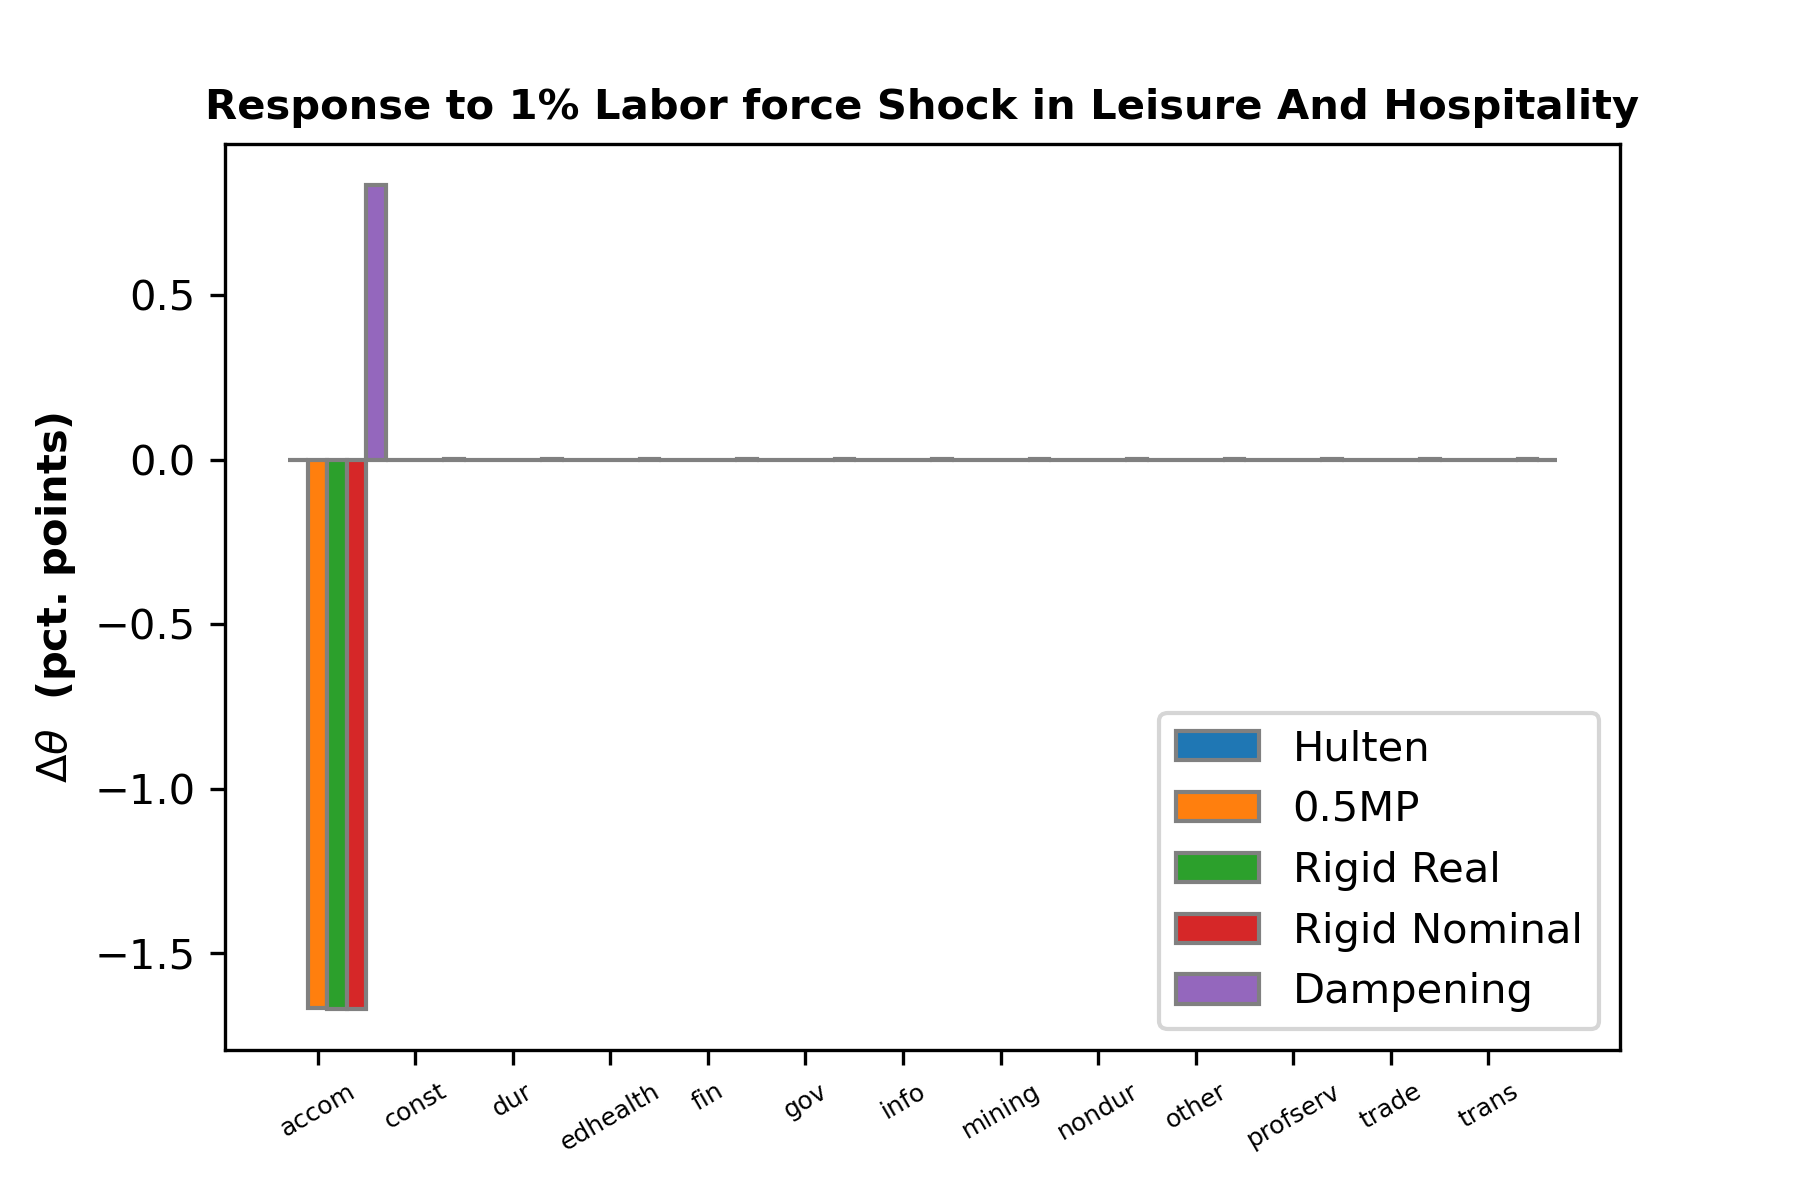 Response to 1% Labor force Shock in Leisure And Hospitality
Δθ (pct. points)
0.5
0.0
−0.5
−1.0
−1.5
Hulten
0.5MP
Rigid Real
Rigid Nominal
Dampening
accom const dur edhealth fin gov info mining nondur other profserv trade trans